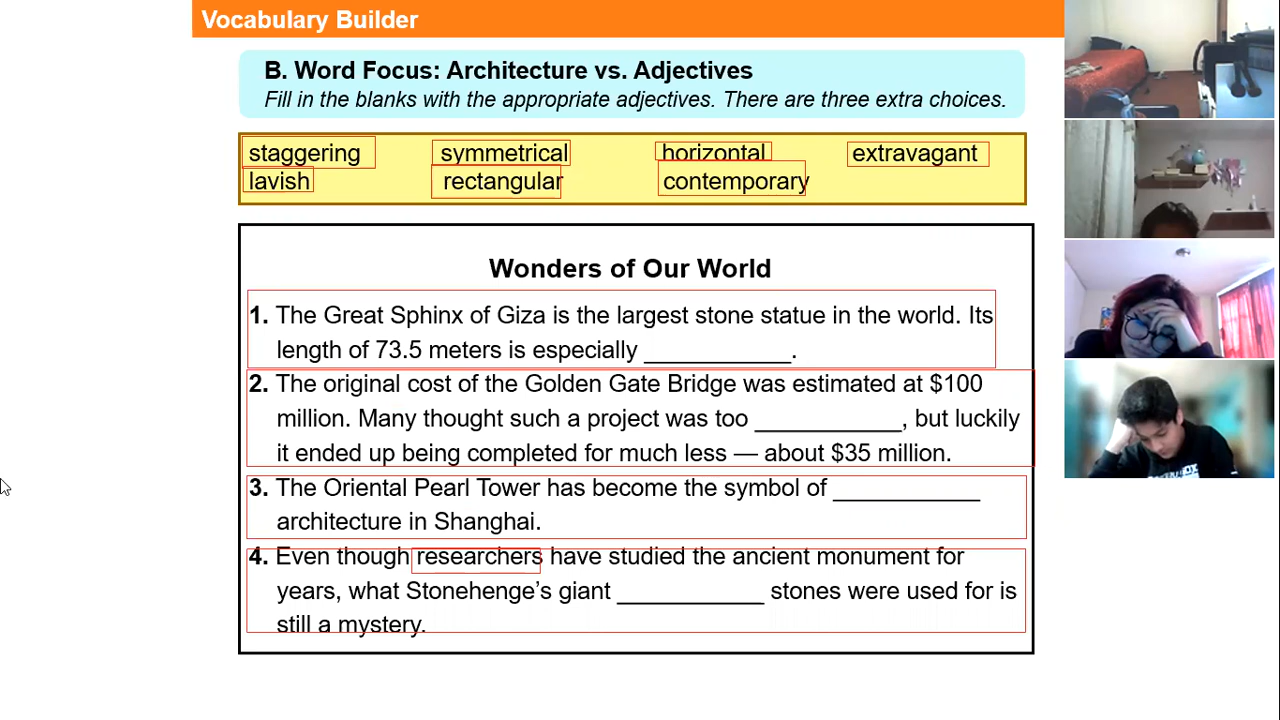 Vocabulary Builder
B. Word Focus: Architecture vs. Adjectives
Fill in the blanks with the appropriate adjectives. There are three extra choices.
staggering symmetrical horizontal extravagant
lavish rectangular contemporary
Wonders of Our World
1. The Great Sphinx of Giza is the largest stone statue in the world. Its
length of 73.5 meters is especially ___________.
2. The original cost of the Golden Gate Bridge was estimated at $100
million. Many thought such a project was too ___________, but luckily
it ended up being completed for much less — about $35 million.
3. The Oriental Pearl Tower has become the symbol of ___________
architecture in Shanghai.
4. Even though researchers have studied the ancient monument for
years, what Stonehenge’s giant ___________ stones were used for is
still a mystery.